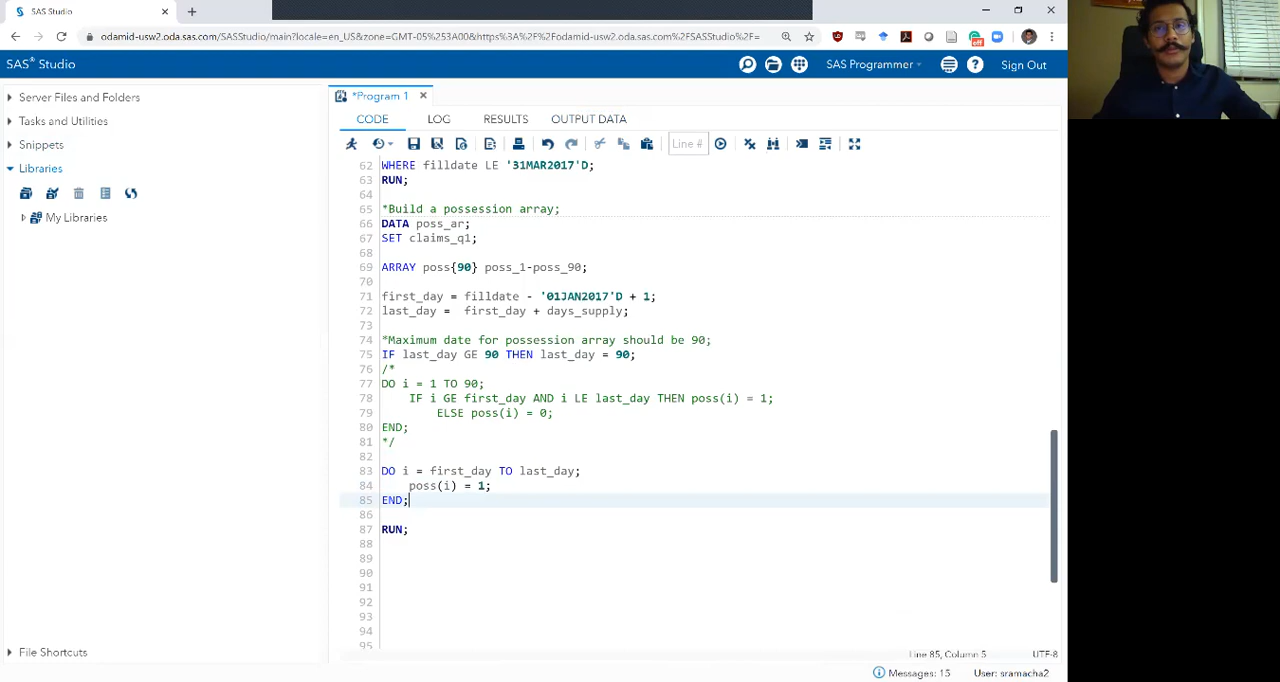 SAS Studio
odamid-usw2.oda.sas.com/SASStudio/main?locale=en_US&zone=GMT-05%253A00&https%3A%2F%2Fodamid-usw2.oda.sas.com%2FSASStudio%2F=
SAS® Studio
SAS Programmer
Sign Out
Server Files and Folders
Tasks and Utilities
Snippets
Libraries
My Libraries
File Shortcuts
*Program 1
CODE LOG RESULTS OUTPUT DATA
Line #
62 WHERE filldate LE '31MAR2017'D;
63 RUN;
64
65 *Build a possession array;
66 DATA poss_ar;
67 SET claims_q1;
68
69 ARRAY poss{90} poss_1-poss_90;
70
71 first_day = filldate - '01JAN2017'D + 1;
72 last_day =  first_day + days_supply;
73
74 *Maximum date for possession array should be 90;
75 IF last_day GE 90 THEN last_day = 90;
76 /*
77 DO i = 1 TO 90;
78     IF i GE first_day AND i LE last_day THEN poss(i) = 1;
79         ELSE poss(i) = 0;
80 END;
81 */
82
83 DO i = first_day TO last_day;
84     poss(i) = 1;
85 END;
86
87 RUN;
88
89
90
91
92
93
94
95
Line 85, Column 5 UTF-8
Messages: 15 User: sramacha2